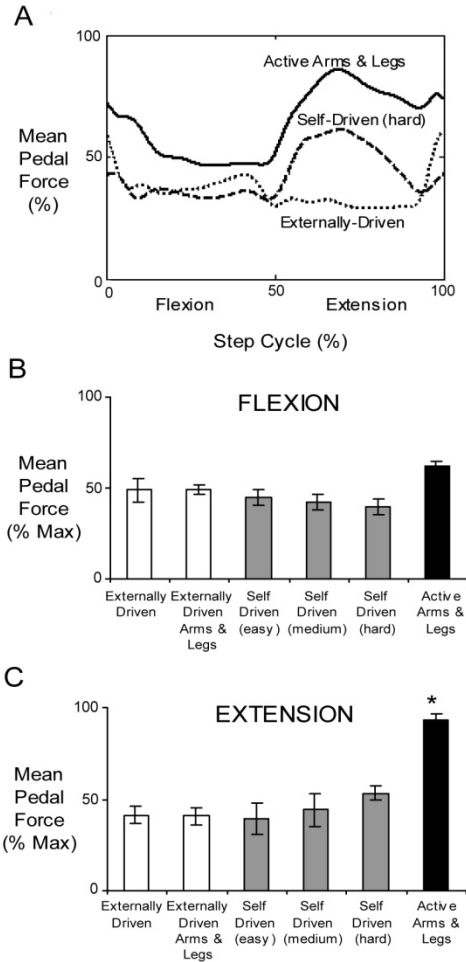 A
100
Active Arms & Legs
Mean
Pedal
Force
(%)
Self-Driven (hard)
50
Externally-Driven
0
0
50
100
Flexion
Extension
Step Cycle (%)
B
100
FLEXION
Mean
Pedal
Force
(% Max)
50
0
Externally
Driven
Externally
Driven
Arms &
Legs
Self
Driven
(easy)
Self
Driven
(medium)
Self
Driven
(hard)
Active
Arms &
Legs
C
100
EXTENSION
*
Mean
Pedal
Force
(% Max)
50
0
Externally
Driven
Externally
Driven
Arms &
Legs
Self
Driven
(easy)
Self
Driven
(medium)
Self
Driven
(hard)
Active
Arms &
Legs